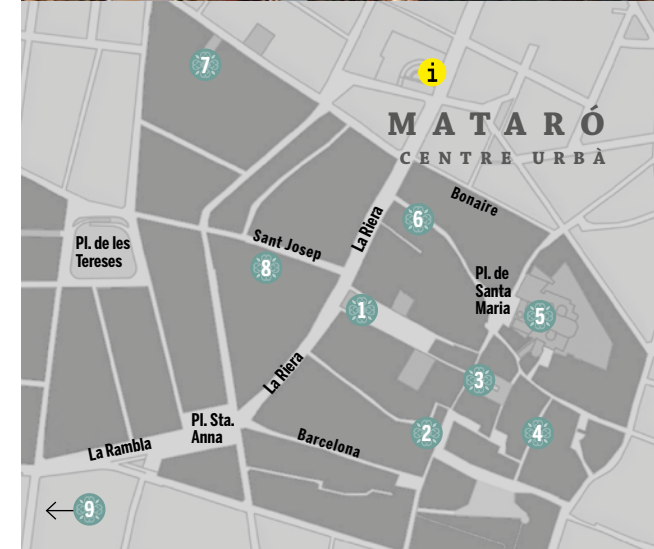 i
7
MATARÓ
CENTRE URBÀ
Bonaire
6
La Riera
Sant Josep
Pl. de les
Tereses
8
Pl. de
Santa
Maria
5
1
La Riera
3
Pl. Sta.
Anna
2
4
Barcelona
La Rambla
9